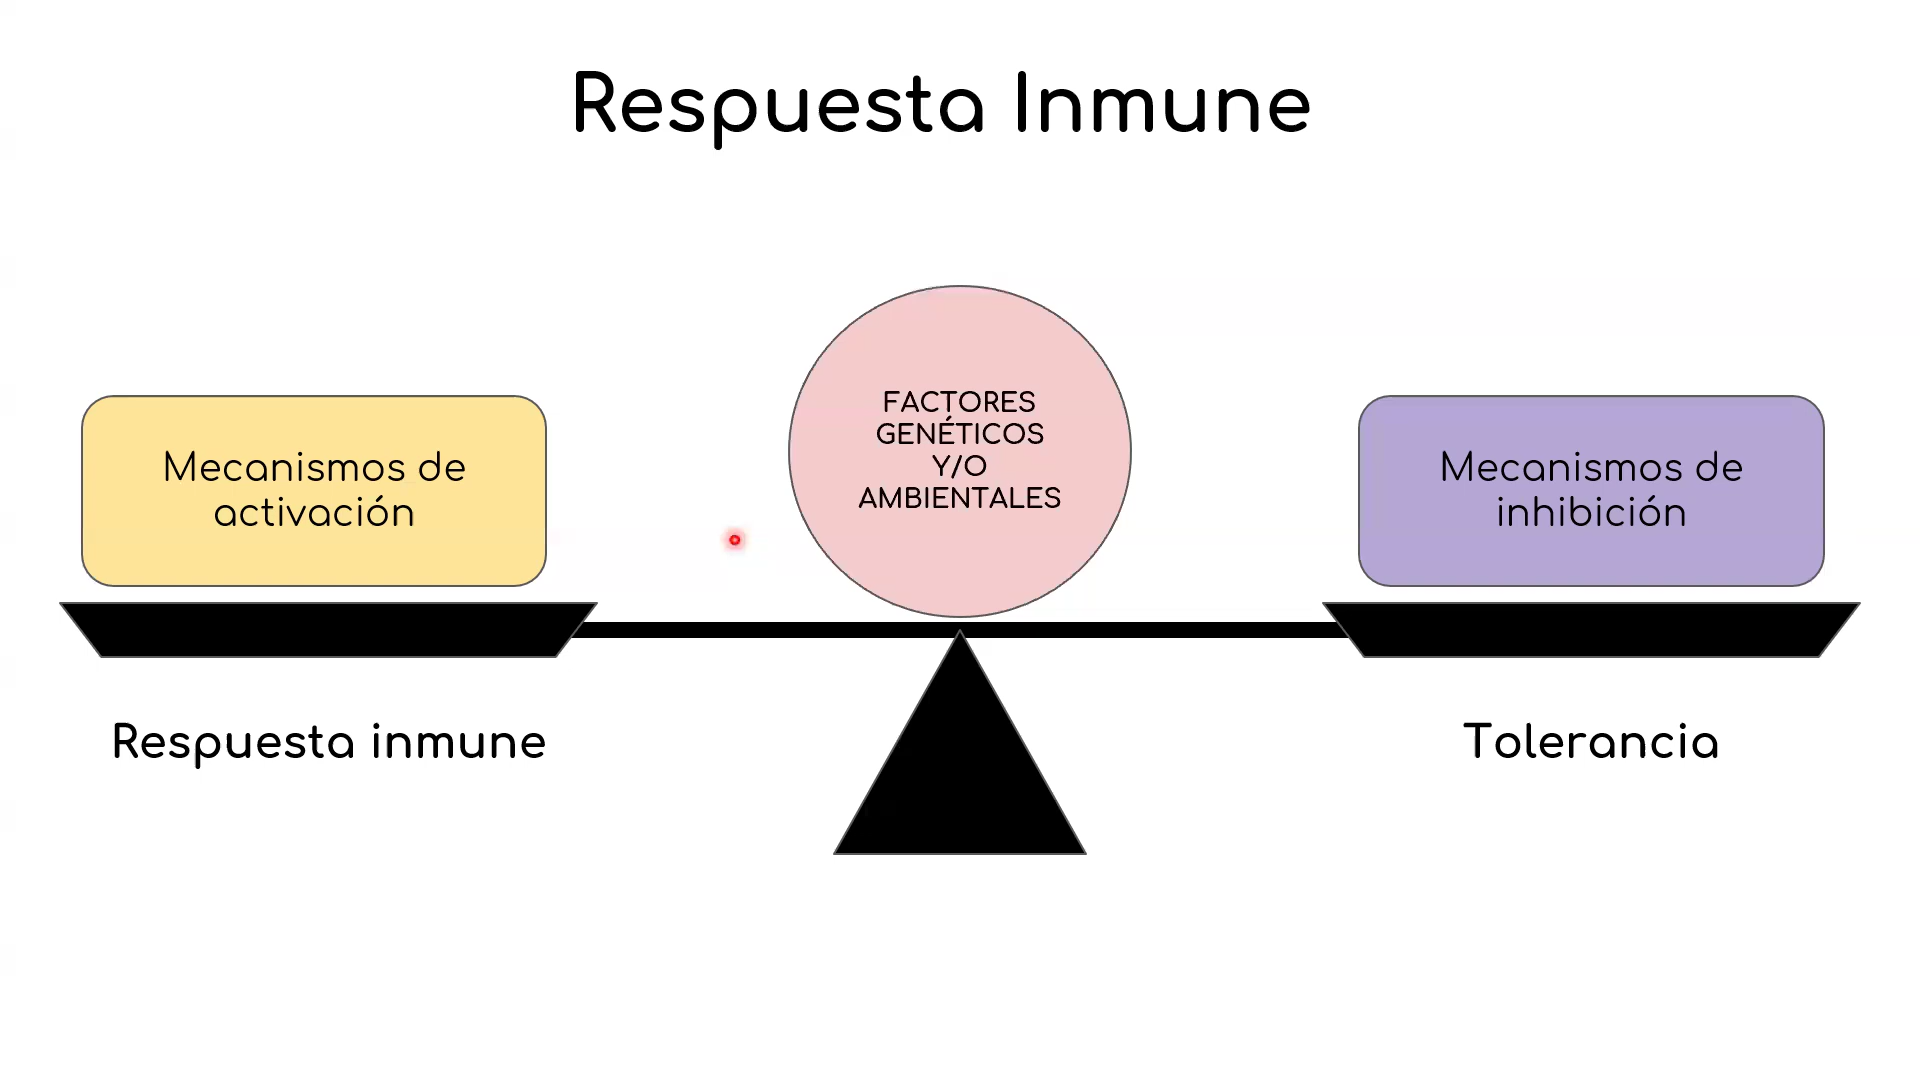 Respuesta Inmune
FACTORES
GENÉTICOS
Y/O
AMBIENTALES
Mecanismos de
activación
Mecanismos de
inhibición
Respuesta inmune
Tolerancia